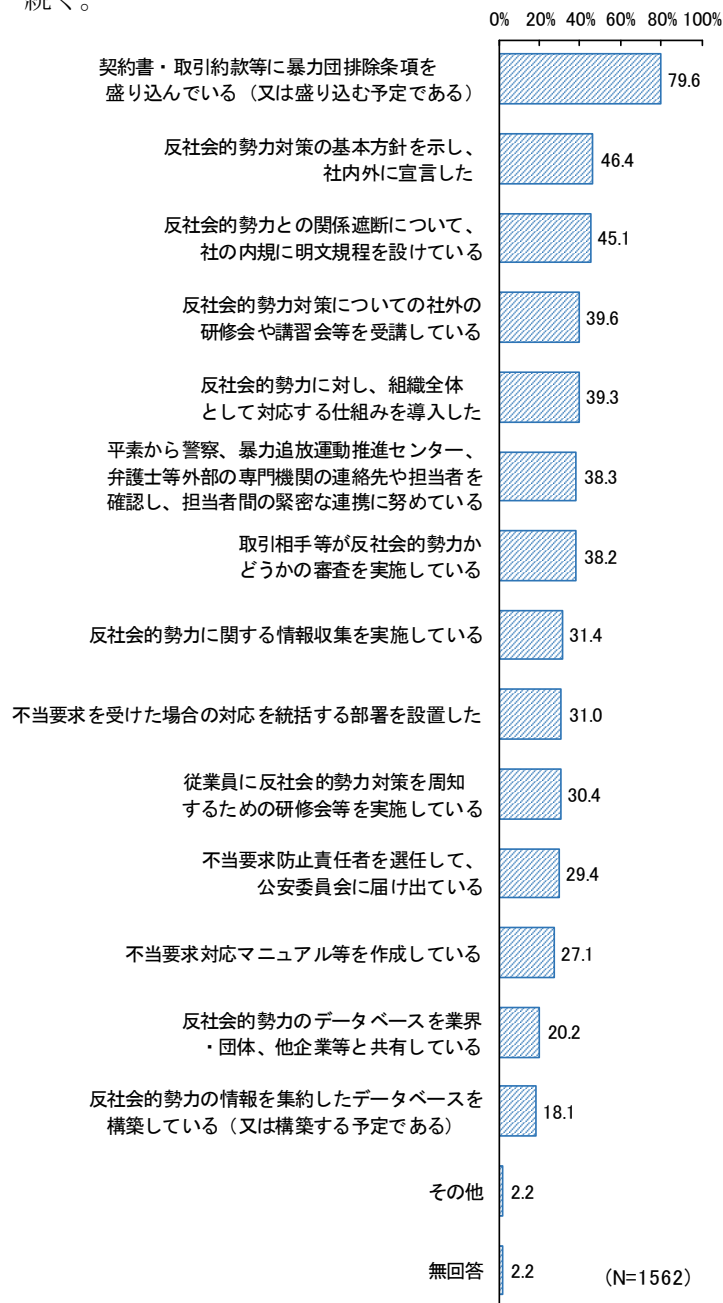 続く。
0% 20% 40% 60% 80% 100%
契約書・取引約款等に暴力団排除条項を
盛り込んでいる（又は盛り込む予定である）
79.6
反社会的勢力対策の基本方針を示し、
社内外に宣言した
46.4
反社会的勢力との関係遮断について、
社の内規に明文規程を設けている
45.1
反社会的勢力対策についての社外の
研修会や講習会等を受講している
39.6
反社会的勢力に対し、組織全体
として対応する仕組みを導入した
39.3
平素から警察、暴力追放運動推進センター、
弁護士等外部の専門機関の連絡先や担当者を
確認し、担当者間の緊密な連携に努めている
38.3
取引相手等が反社会的勢力か
どうかの審査を実施している
38.2
反社会的勢力に関する情報収集を実施している
31.4
不当要求を受けた場合の対応を統括する部署を設置した
31.0
従業員に反社会的勢力対策を周知
するための研修会等を実施している
30.4
不当要求防止責任者を選任して、
公安委員会に届け出ている
29.4
不当要求対応マニュアル等を作成している
27.1
反社会的勢力のデータベースを業界
・団体、他企業等と共有している
20.2
反社会的勢力の情報を集約したデータベースを
構築している（又は構築する予定である）
18.1
その他
2.2
無回答
2.2
(N=1562)